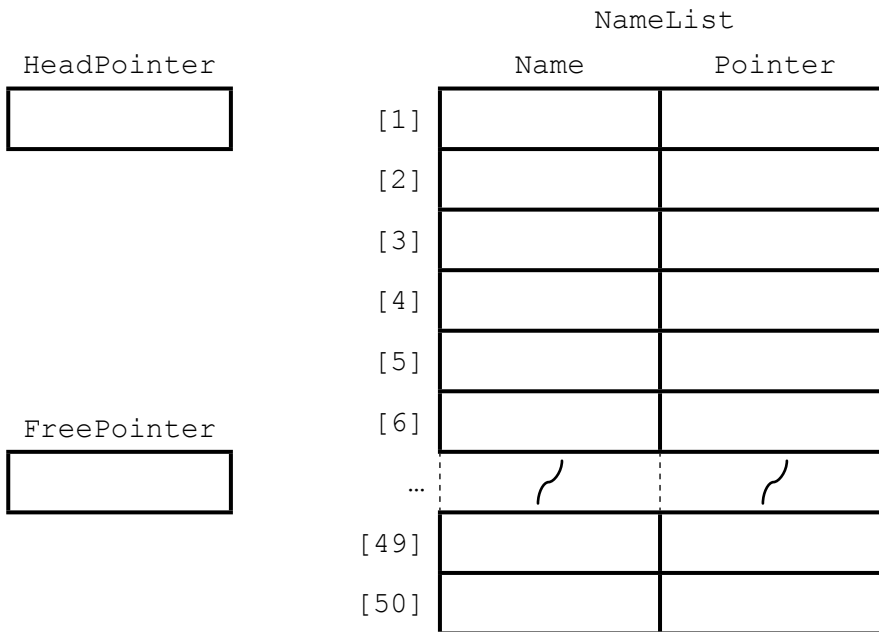 NameList
HeadPointer Name Pointer
[1]
[2]
[3]
[4]
[5]
FreePointer [6]
…
[49]
[50]